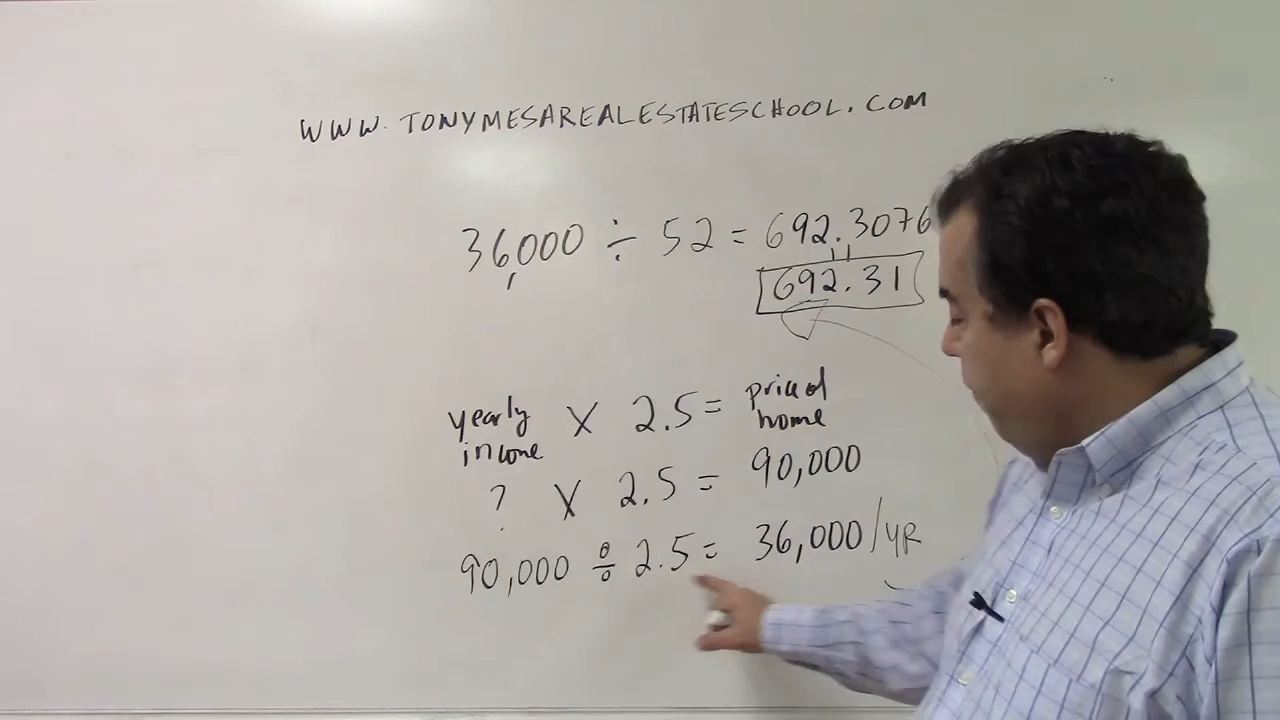 WWW.TONYMESAREALESTATESCHOOL.COM
36,000 ÷ 52 = 692.3076
692.31
yearly income X 2.5 = price of home
? X 2.5 = 90,000
90,000 ÷ 2.5 = 36,000/YR